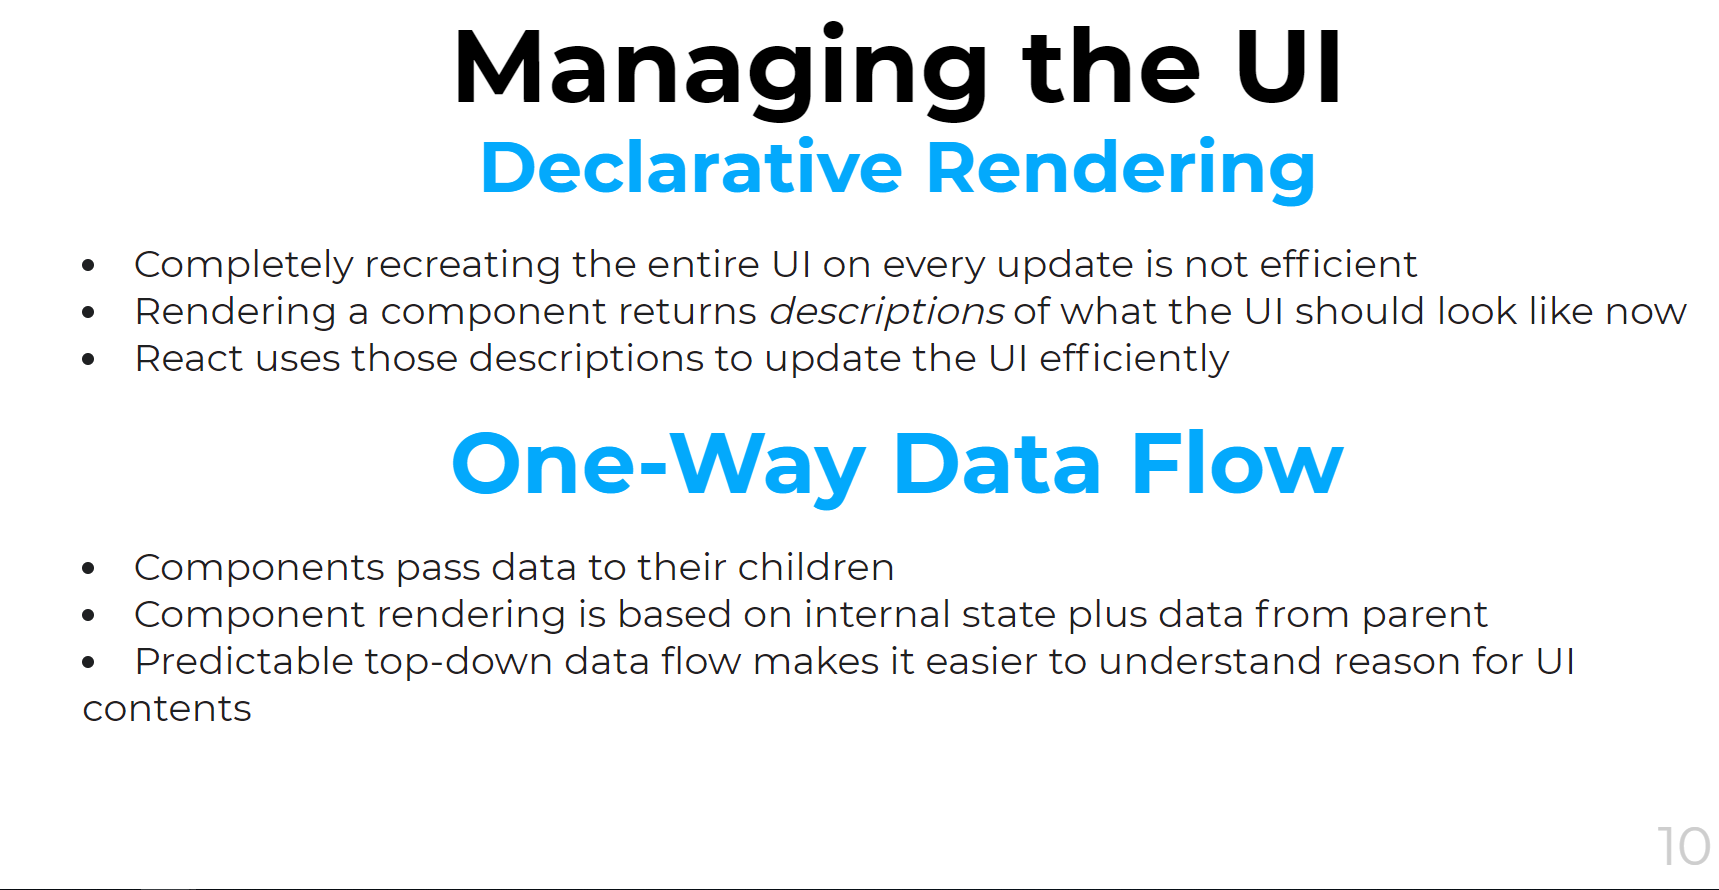 Managing the UI
Declarative Rendering
• Completely recreating the entire UI on every update is not efficient
• Rendering a component returns descriptions of what the UI should look like now
• React uses those descriptions to update the UI efficiently
One-Way Data Flow
• Components pass data to their children
• Component rendering is based on internal state plus data from parent
• Predictable top-down data flow makes it easier to understand reason for UI
contents
10